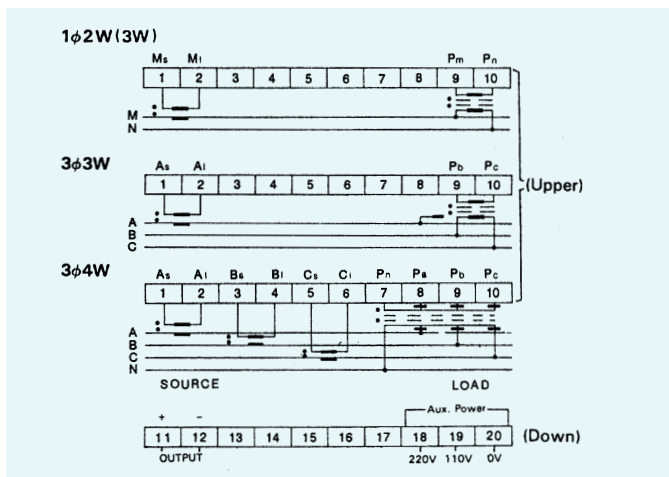 1ϕ2W(3W)
Ms Ml Pm Pn
1 2 3 4 5 6 7 8 9 10
M
N
3ϕ3W
As Al Pb Pc
1 2 3 4 5 6 7 8 9 10 (Upper)
A
B
C
3ϕ4W
As Al Bs Bl Cs Cl Pn Pa Pb Pc
1 2 3 4 5 6 7 8 9 10
A
B
C
N
SOURCE LOAD
+ - Aux. Power
11 12 13 14 15 16 17 18 19 20 (Down)
OUTPUT 220V 110V 0V